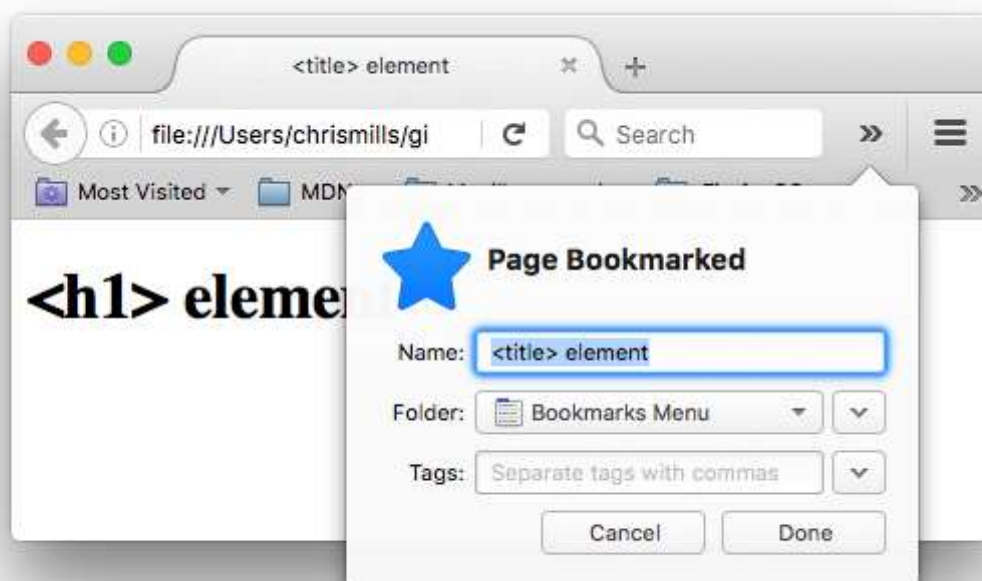 <title> element
file:///Users/chrismills/gi
Search
Most Visited
MDN
Page Bookmarked
<h1> elemen
Name: <title> element
Folder: Bookmarks Menu
Tags: Separate tags with commas
Cancel Done